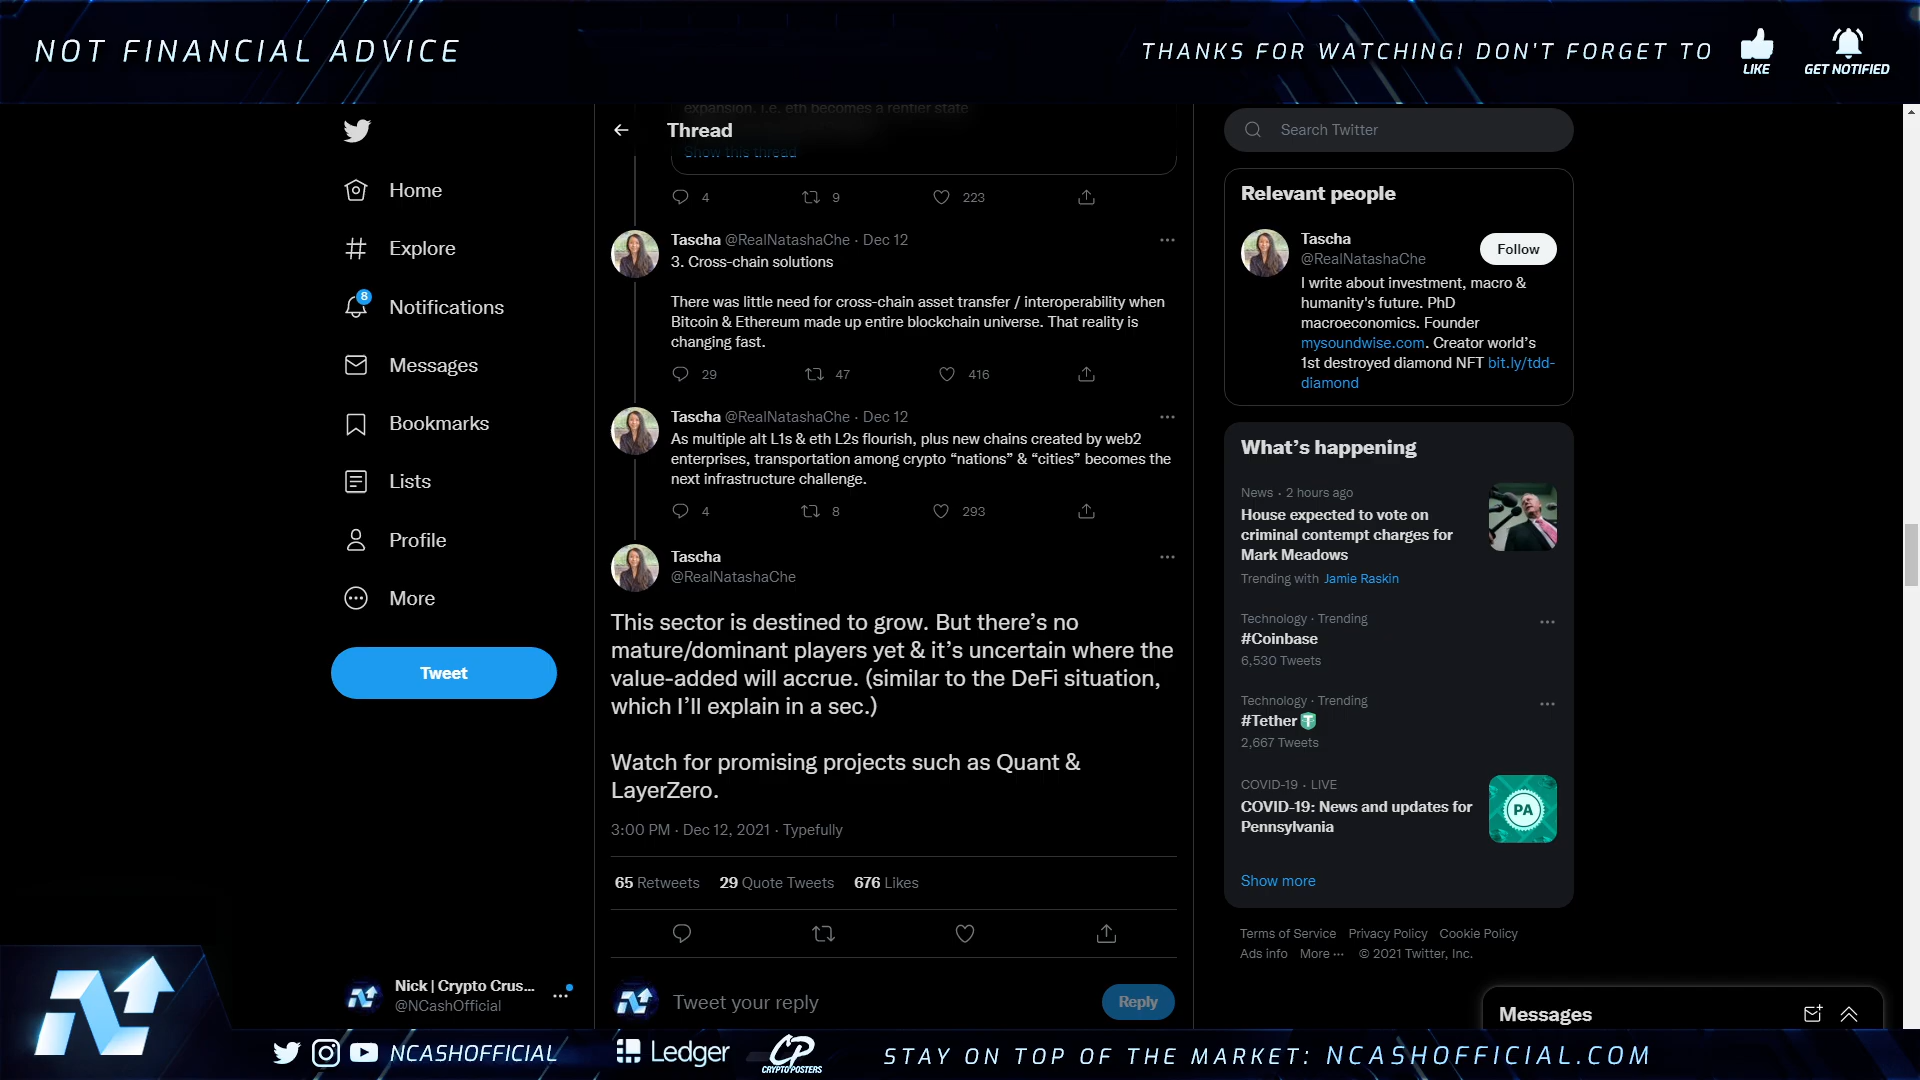 NOT FINANCIAL ADVICE
THANKS FOR WATCHING! DON'T FORGET TO
LIKE
GET NOTIFIED
Home
Explore
8
Notifications
Messages
Bookmarks
Lists
Profile
More
Tweet
Nick | Crypto Crus...
@NCashOfficial
expansion, i.e. eth becomes a rentier state
Thread
Show this thread
4 9 223
Tascha @RealNatashaChe · Dec 12
3. Cross-chain solutions
There was little need for cross-chain asset transfer / interoperability when
Bitcoin & Ethereum made up entire blockchain universe. That reality is
changing fast.
29 47 416
Tascha @RealNatashaChe · Dec 12
As multiple alt L1s & eth L2s flourish, plus new chains created by web2
enterprises, transportation among crypto “nations” & “cities” becomes the
next infrastructure challenge.
4 8 293
Tascha
@RealNatashaChe
This sector is destined to grow. But there’s no
mature/dominant players yet & it’s uncertain where the
value-added will accrue. (similar to the DeFi situation,
which I’ll explain in a sec.)
Watch for promising projects such as Quant &
LayerZero.
3:00 PM · Dec 12, 2021 · Typefully
65 Retweets 29 Quote Tweets 676 Likes
Tweet your reply
Reply
Search Twitter
Relevant people
Tascha
@RealNatashaChe
Follow
I write about investment, macro &
humanity's future. PhD
macroeconomics. Founder
mysoundwise.com. Creator world’s
1st destroyed diamond NFT bit.ly/tdd-
diamond
What’s happening
News · 2 hours ago
House expected to vote on
criminal contempt charges for
Mark Meadows
Trending with Jamie Raskin
Technology · Trending
#Coinbase
6,530 Tweets
Technology · Trending
#Tether
2,667 Tweets
COVID-19 · LIVE
COVID-19: News and updates for
Pennsylvania
PA
Show more
Terms of Service Privacy Policy Cookie Policy
Ads info More ··· © 2021 Twitter, Inc.
Messages
NCASHOFFICIAL
Ledger
CP
CRYPTO POSTERS
STAY ON TOP OF THE MARKET: NCASHOFFICIAL.COM